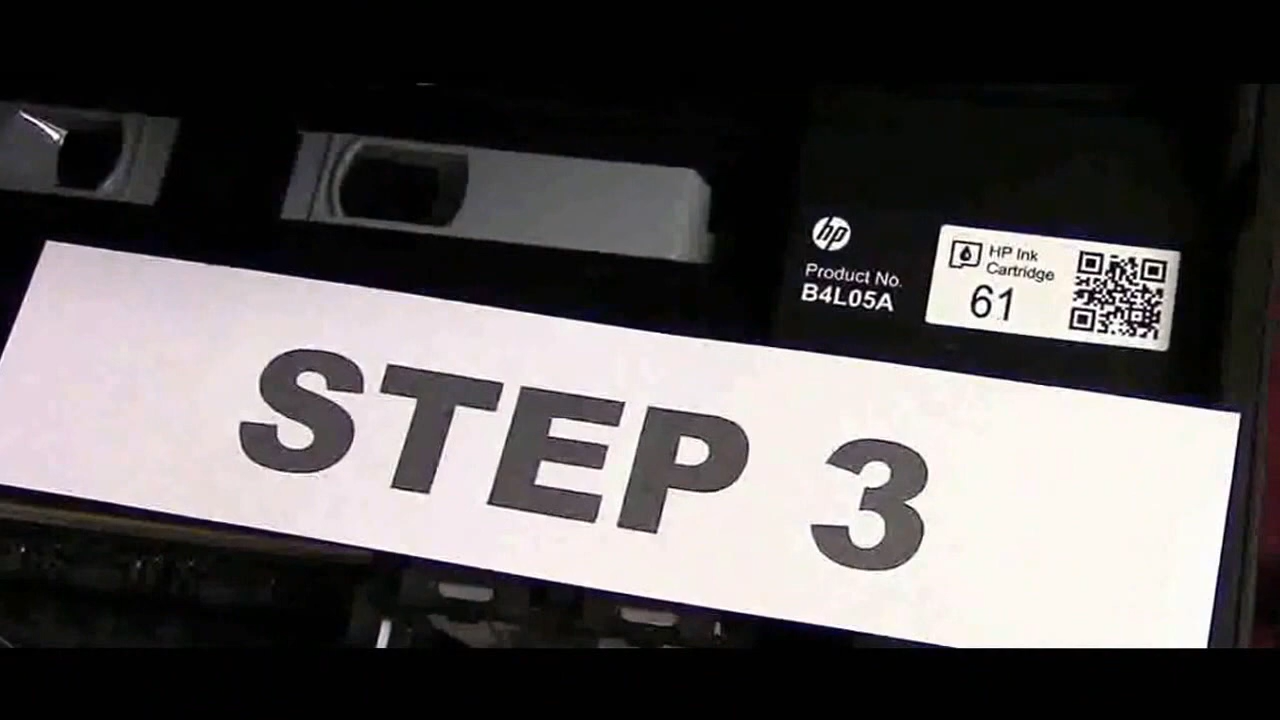 hp
Product No.
B4L05A
HP Ink
Cartridge
61
STEP 3